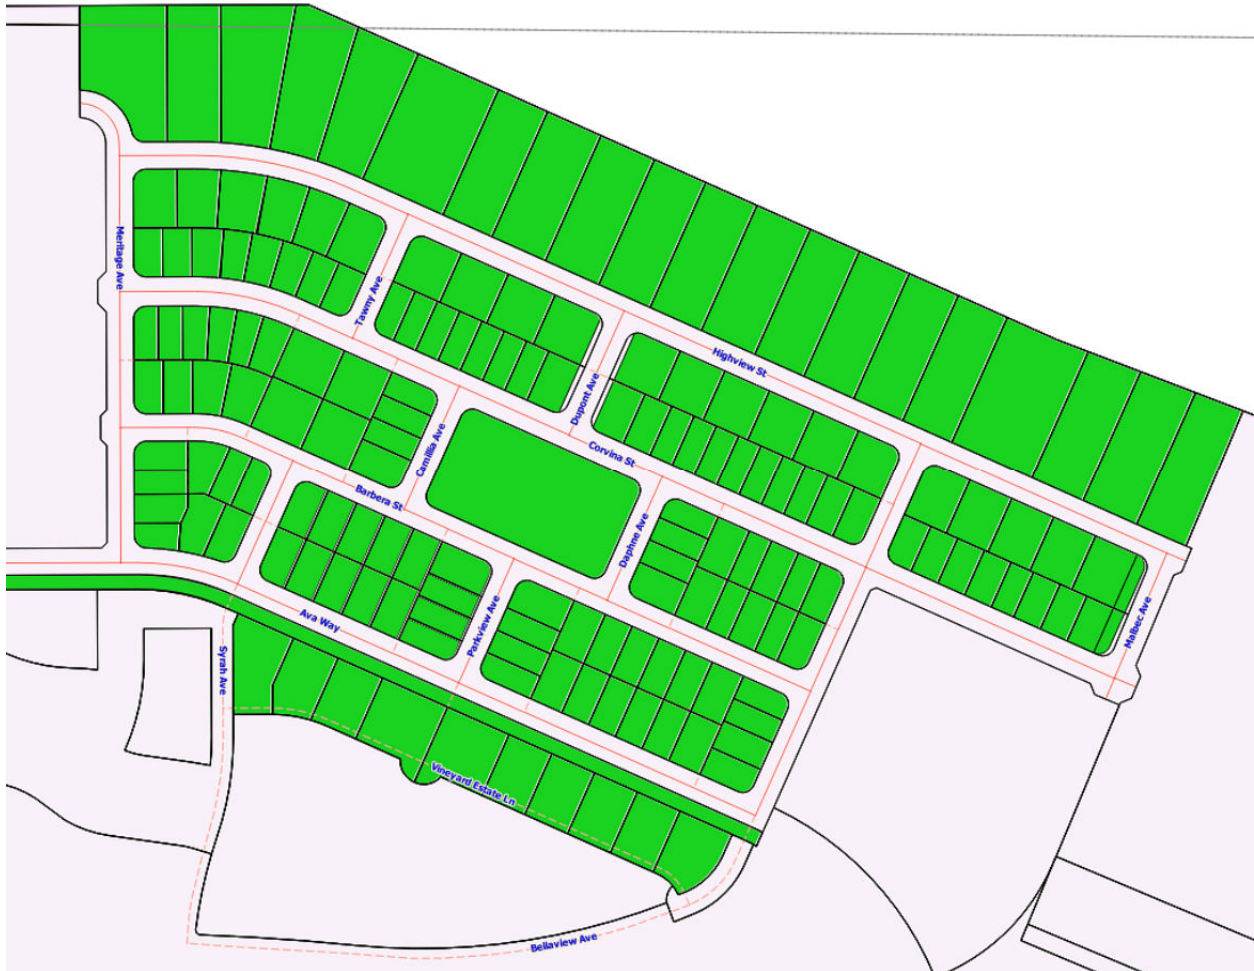 Meritage Ave
Tawny Ave
Highview St
Dupont Ave
Camillia Ave
Corvina St
Barbera St
Daphne Ave
Ava Way
Parkview Ave
Malbec Ave
Syrah Ave
Vineyard Estate Ln
Bellaview Ave